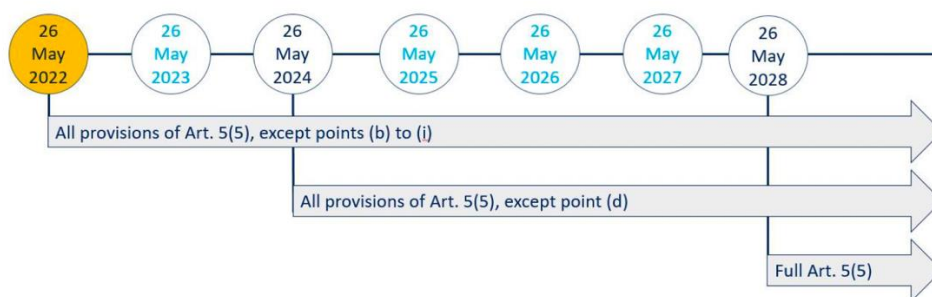 26
May
2022
26
May
2023
26
May
2024
26
May
2025
26
May
2026
26
May
2027
26
May
2028
All provisions of Art. 5(5), except points (b) to (i)
All provisions of Art. 5(5), except point (d)
Full Art. 5(5)